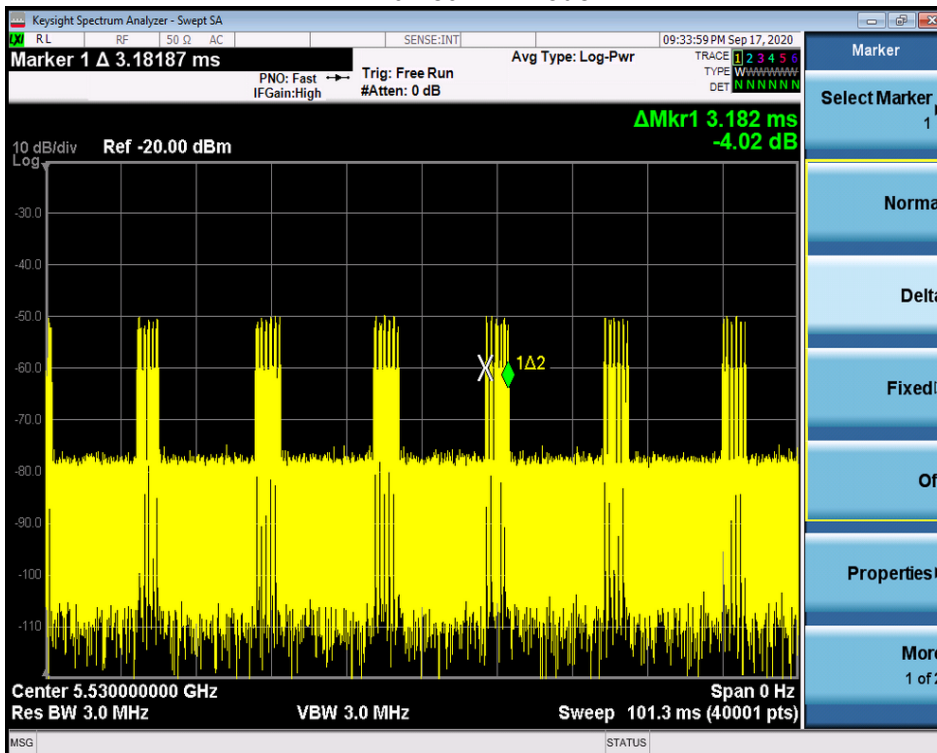 Keysight Spectrum Analyzer - Swept SA
LXI RL RF 50 Ω AC SENSE:INT 09:33:59 PM Sep 17, 2020
Marker 1 Δ 3.18187 ms
PNO: Fast
IFGain:High
Trig: Free Run
#Atten: 0 dB
Avg Type: Log-Pwr
TRACE 1 2 3 4 5 6
TYPE WWWWWW
DET N N N N N N
ΔMkr1 3.182 ms
-4.02 dB
10 dB/div Ref -20.00 dBm
Log
-30.0
-40.0
-50.0
-60.0
-70.0
-80.0
-90.0
-100
-110
1Δ2
Center 5.530000000 GHz
Span 0 Hz
Res BW 3.0 MHz VBW 3.0 MHz Sweep 101.3 ms (40001 pts)
MSG STATUS
Marker
Select Marker
1
Norma
Delta
Fixed
Of
Properties
More
1 of 2